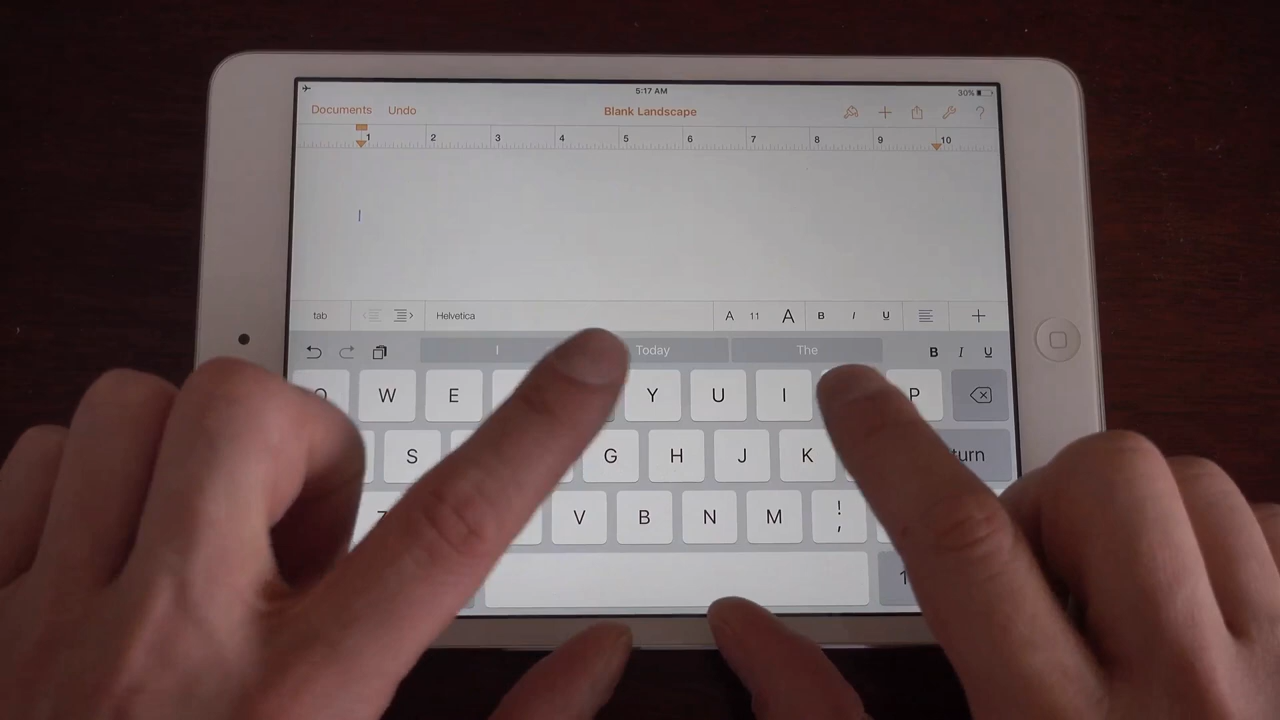 5:17 AM 30%
Documents Undo Blank Landscape ?
1 2 3 4 5 6 7 8 9 10
tab Helvetica A 11 A B I U +
I Today The B I U
W E Y U I P
S G H J K
V B N M ! ,